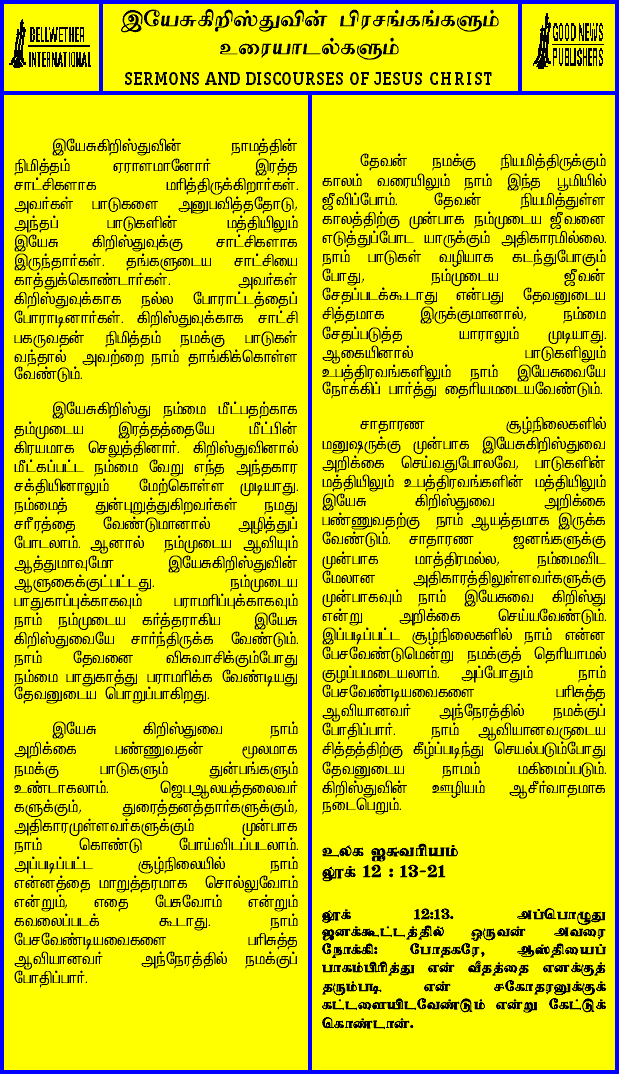 BELLWETHER
INTERNATIONAL
இயேசுகிறிஸ்துவின் பிரசங்கங்களும்
உரையாடல்களும்
SERMONS AND DISCOURSES OF JESUS CHRIST
GOOD NEWS
PUBLISHERS
இயேசுகிறிஸ்துவின் நாமத்தின்
நிமித்தம் ஏராளமானோர் இரத்த
சாட்சிகளாக மரித்திருக்கிறார்கள்.
அவர்கள் பாடுகளை அனுபவித்ததோடு,
அந்தப் பாடுகளின் மத்தியிலும்
இயேசு கிறிஸ்துவுக்கு சாட்சிகளாக
இருந்தார்கள். தங்களுடைய சாட்சியை
காத்துக்கொண்டார்கள். அவர்கள்
கிறிஸ்துவுக்காக நல்ல போராட்டத்தைப்
போராடினார்கள். கிறிஸ்துவுக்காக சாட்சி
பகருவதன் நிமித்தம் நமக்கு பாடுகள்
வந்தால் அவற்றை நாம் தாங்கிக்கொள்ள
வேண்டும்.
இயேசுகிறிஸ்து நம்மை மீட்பதற்காக
தம்முடைய இரத்தத்தையே மீட்பின்
கிரயமாக செலுத்தினார். கிறிஸ்துவினால்
மீட்கப்பட்ட நம்மை வேறு எந்த அந்தகார
சக்தியினாலும் மேற்கொள்ள முடியாது.
நம்மைத் துன்புறுத்துகிறவர்கள் நமது
சரீரத்தை வேண்டுமானால் அழித்துப்
போடலாம். ஆனால் நம்முடைய ஆவியும்
ஆத்துமாவுமோ இயேசுகிறிஸ்துவின்
ஆளுகைக்குட்பட்டது. நம்முடைய
பாதுகாப்புக்காகவும் பராமரிப்புக்காகவும்
நாம் நம்முடைய கர்த்தராகிய இயேசு
கிறிஸ்துவையே சார்ந்திருக்க வேண்டும்.
நாம் தேவனை விசுவாசிக்கும்போது
நம்மை பாதுகாத்து பராமரிக்க வேண்டியது
தேவனுடைய பொறுப்பாகிறது.
இயேசு கிறிஸ்துவை நாம்
அறிக்கை பண்ணுவதன் மூலமாக
நமக்கு பாடுகளும் துன்பங்களும்
உண்டாகலாம். ஜெபஆலயத்தலைவர்
களுக்கும், துரைத்தனத்தார்களுக்கும்,
அதிகாரமுள்ளவர்களுக்கும் முன்பாக
நாம் கொண்டு போய்விடப்படலாம்.
அப்படிப்பட்ட சூழ்நிலையில் நாம்
என்னத்தை மாறுத்தரமாக சொல்லுவோம்
என்றும், எதை பேசுவோம் என்றும்
கவலைப்படக் கூடாது. நாம்
பேசவேண்டியவைகளை பரிசுத்த
ஆவியானவர் அந்நேரத்தில் நமக்குப்
போதிப்பார்.
தேவன் நமக்கு நியமித்திருக்கும்
காலம் வரையிலும் நாம் இந்த பூமியில்
ஜீவிப்போம். தேவன் நியமித்துள்ள
காலத்திற்கு முன்பாக நம்முடைய ஜீவனை
எடுத்துப்போட யாருக்கும் அதிகாரமில்லை.
நாம் பாடுகள் வழியாக கடந்துபோகும்
போது, நம்முடைய ஜீவன்
சேதப்படக்கூடாது என்பது தேவனுடைய
சித்தமாக இருக்குமானால், நம்மை
சேதப்படுத்த யாராலும் முடியாது.
ஆகையினால் பாடுகளிலும்
உபத்திரவங்களிலும் நாம் இயேசுவையே
நோக்கிப் பார்த்து தைரியமடையவேண்டும்.
சாதாரண சூழ்நிலைகளில்
மனுஷருக்கு முன்பாக இயேசுகிறிஸ்துவை
அறிக்கை செய்வதுபோலவே, பாடுகளின்
மத்தியிலும் உபத்திரவங்களின் மத்தியிலும்
இயேசு கிறிஸ்துவை அறிக்கை
பண்ணுவதற்கு நாம் ஆயத்தமாக இருக்க
வேண்டும். சாதாரண ஜனங்களுக்கு
முன்பாக மாத்திரமல்ல, நம்மைவிட
மேலான அதிகாரத்திலுள்ளவர்களுக்கு
முன்பாகவும் நாம் இயேசுவை கிறிஸ்து
என்று அறிக்கை செய்யவேண்டும்.
இப்படிப்பட்ட சூழ்நிலைகளில் நாம் என்ன
பேசவேண்டுமென்று நமக்குத் தெரியாமல்
குழப்பமடையலாம். அப்போதும் நாம்
பேசவேண்டியவைகளை பரிசுத்த
ஆவியானவர் அந்நேரத்தில் நமக்குப்
போதிப்பார். நாம் ஆவியானவருடைய
சித்தத்திற்கு கீழ்ப்படிந்து செயல்படும்போது
தேவனுடைய நாமம் மகிமைப்படும்.
கிறிஸ்துவின் ஊழியம் ஆசீர்வாதமாக
நடைபெறும்.
உலக ஐசுவரியம்
லூக் 12 : 13-21
லூக் 12:13. அப்பொழுது
ஜனக்கூட்டத்தில் ஒருவன் அவரை
நோக்கி: போதகரே, ஆஸ்தியைப்
பாகம்பிரித்து என் வீதத்தை எனக்குத்
தரும்படி என் சகோதரனுக்குக்
கட்டளையிடவேண்டும் என்று கேட்டுக்
கொண்டான்.